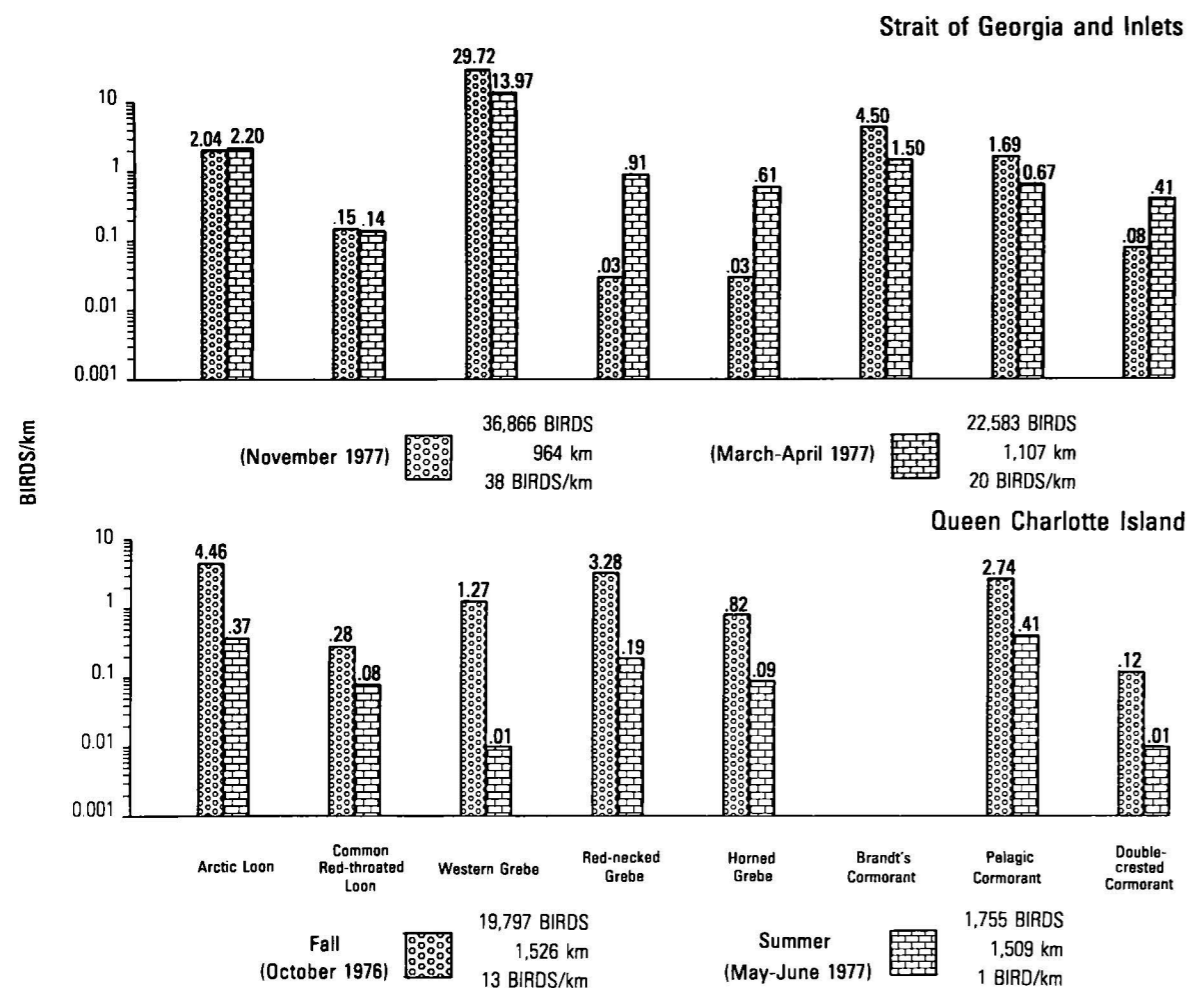 Strait of Georgia and Inlets
BIRDS/km
10
1
0.1
0.01
0.001
2.04 2.20
.15 .14
29.72 13.97
.03 .91
.03 .61
4.50 1.50
1.69 0.67
.08 .41
(November 1977)
36,866 BIRDS
964 km
38 BIRDS/km
(March-April 1977)
22,583 BIRDS
1,107 km
20 BIRDS/km
Queen Charlotte Island
10
1
0.1
0.01
0.001
4.46 .37
.28 .08
1.27 .01
3.28 .19
.82 .09
2.74 .41
.12 .01
Arctic Loon
Common
Red-throated
Loon
Western Grebe
Red-necked
Grebe
Horned
Grebe
Brandt's
Cormorant
Pelagic
Cormorant
Double-
crested
Cormorant
Fall
(October 1976)
19,797 BIRDS
1,526 km
13 BIRDS/km
Summer
(May-June 1977)
1,755 BIRDS
1,509 km
1 BIRD/km